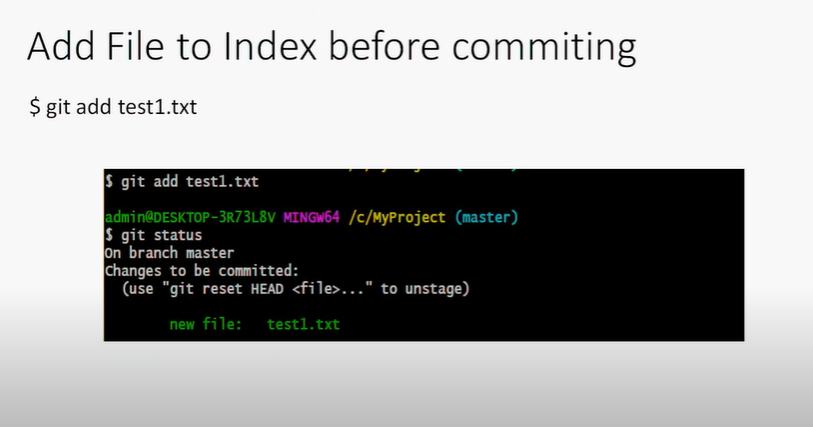 Add File to Index before commiting
$ git add test1.txt
$ git add test1.txt
admin@DESKTOP-3R73L8V MINGW64 /c/MyProject (master)
$ git status
On branch master
Changes to be committed:
(use "git reset HEAD <file>..." to unstage)
new file: test1.txt